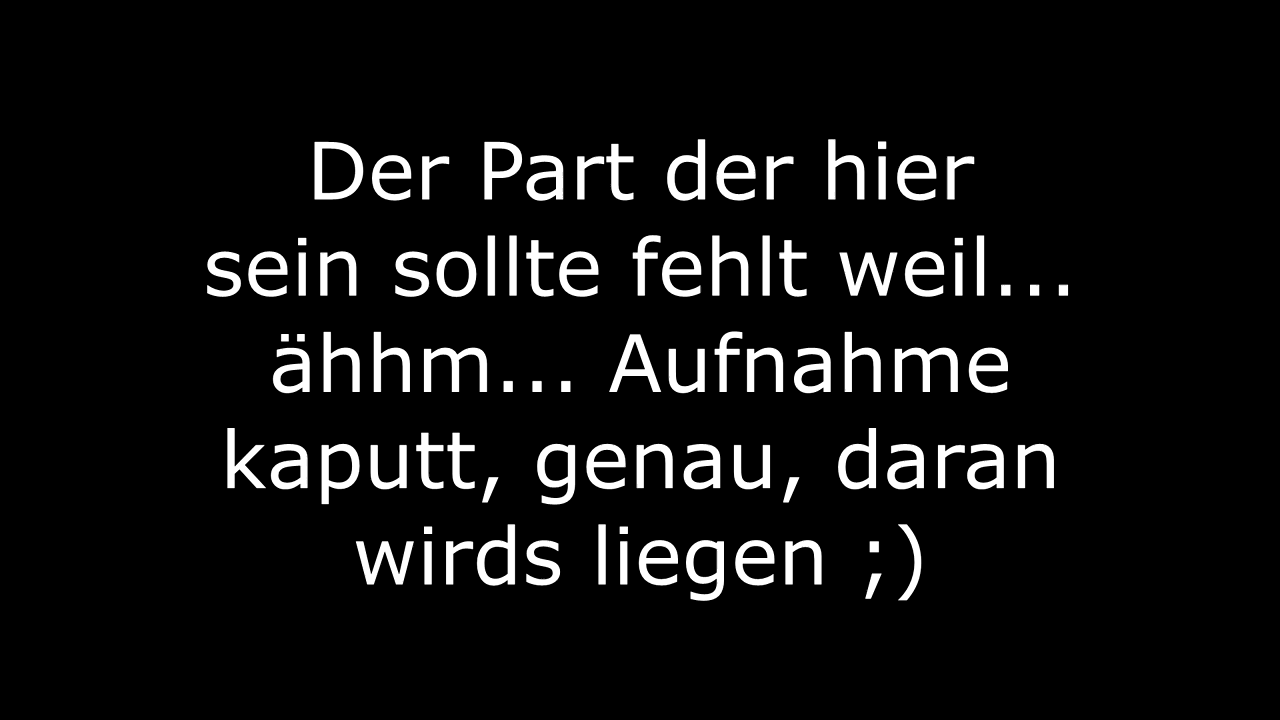 Der Part der hier
sein sollte fehlt weil...
ähhm... Aufnahme
kaputt, genau, daran
wirds liegen ;)